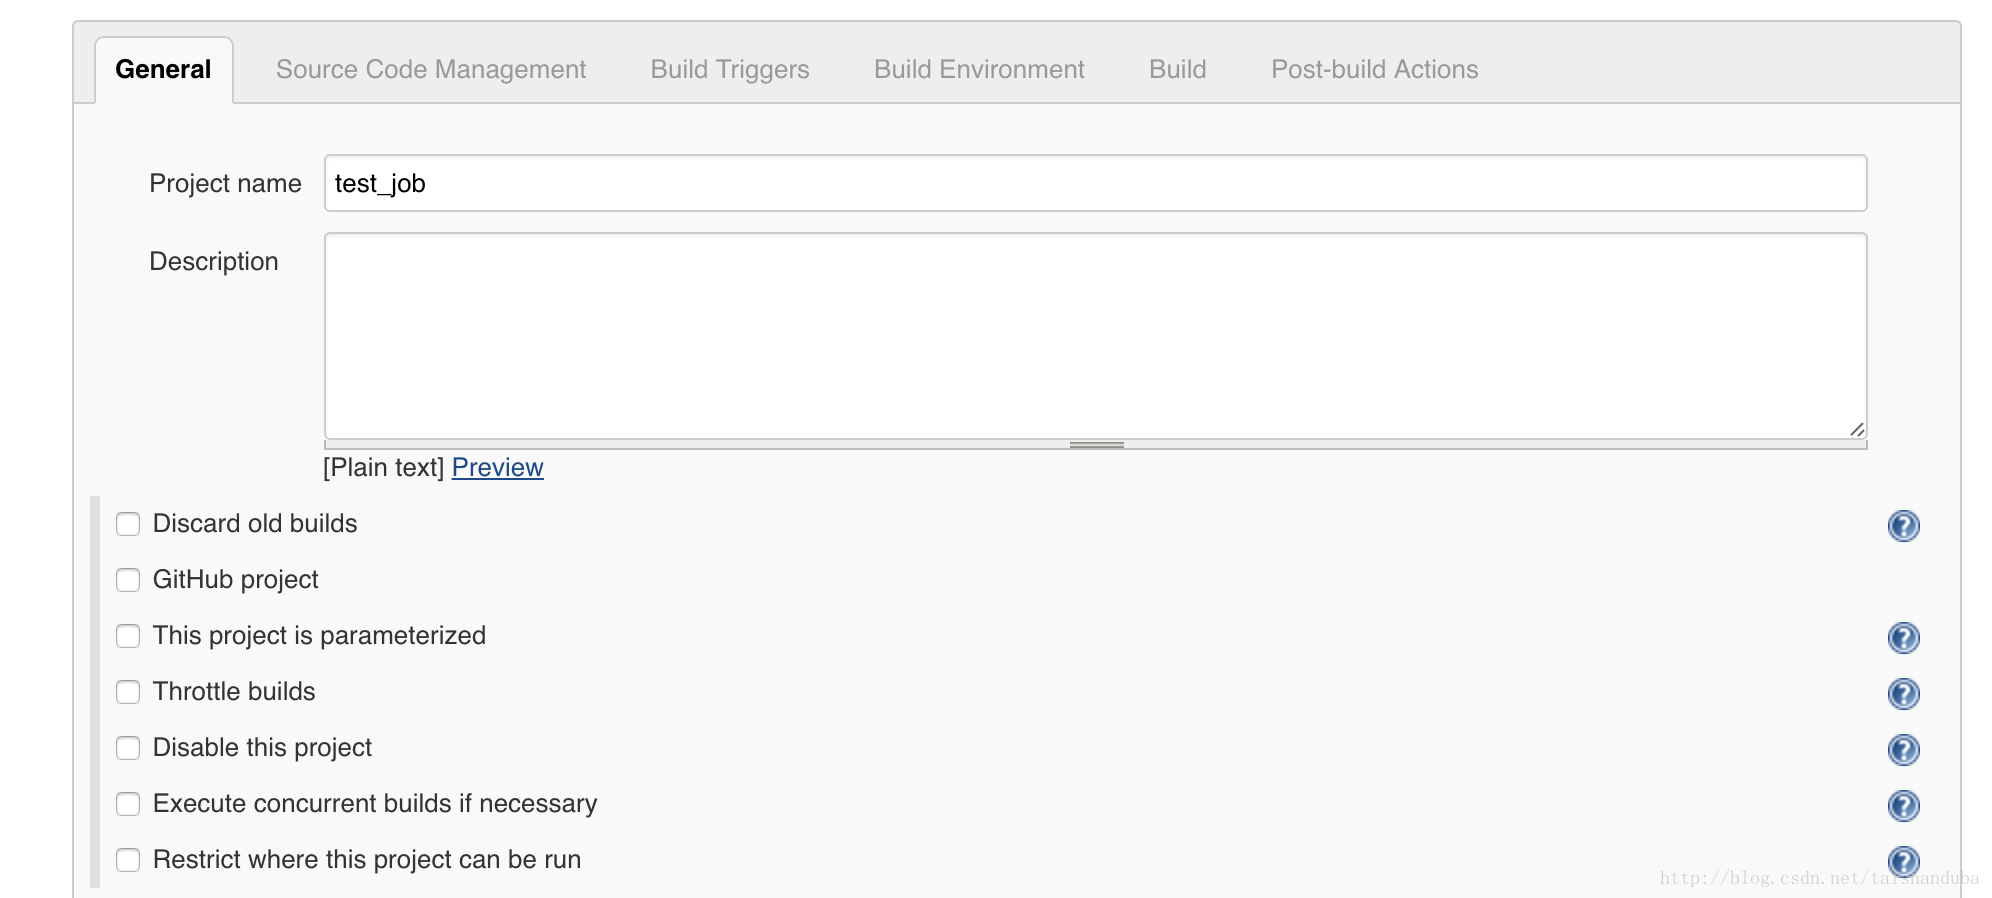 General Source Code Management Build Triggers Build Environment Build Post-build Actions
Project name test_job
Description
[Plain text] Preview
Discard old builds
GitHub project
This project is parameterized
Throttle builds
Disable this project
Execute concurrent builds if necessary
Restrict where this project can be run
http://blog.csdn.net/taishanduba